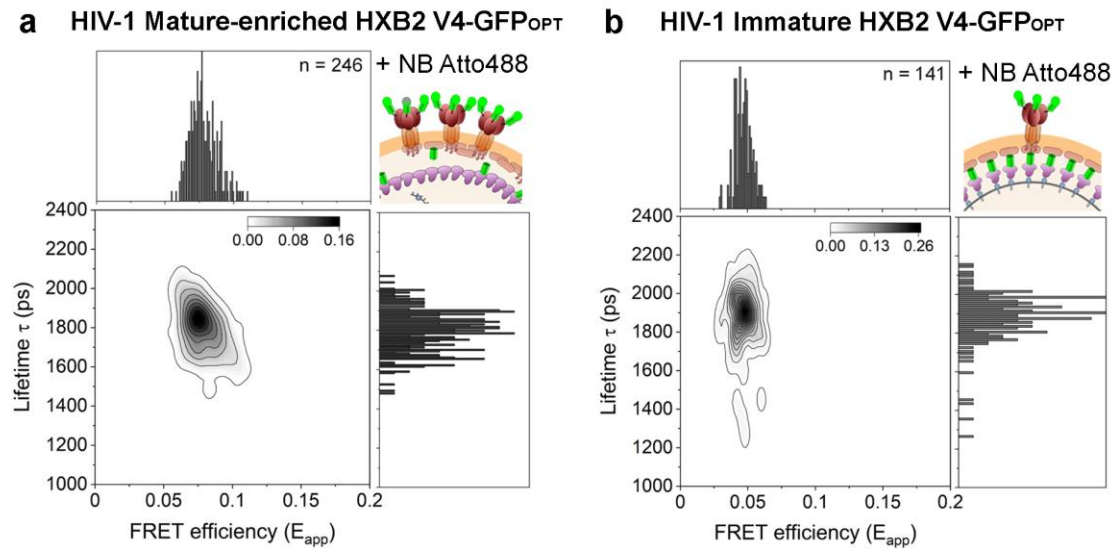 a HIV-1 Mature-enriched HXB2 V4-GFPOPT
n = 246
+ NB Atto488
2400
2200
2000
1800
1600
1400
1200
1000
Lifetime τ (ps)
0.00 0.08 0.16
0 0.05 0.1 0.15 0.2
FRET efficiency (Eapp)
b HIV-1 Immature HXB2 V4-GFPOPT
n = 141
+ NB Atto488
2400
2200
2000
1800
1600
1400
1200
1000
Lifetime τ (ps)
0.00 0.13 0.26
0 0.05 0.1 0.15 0.2
FRET efficiency (Eapp)